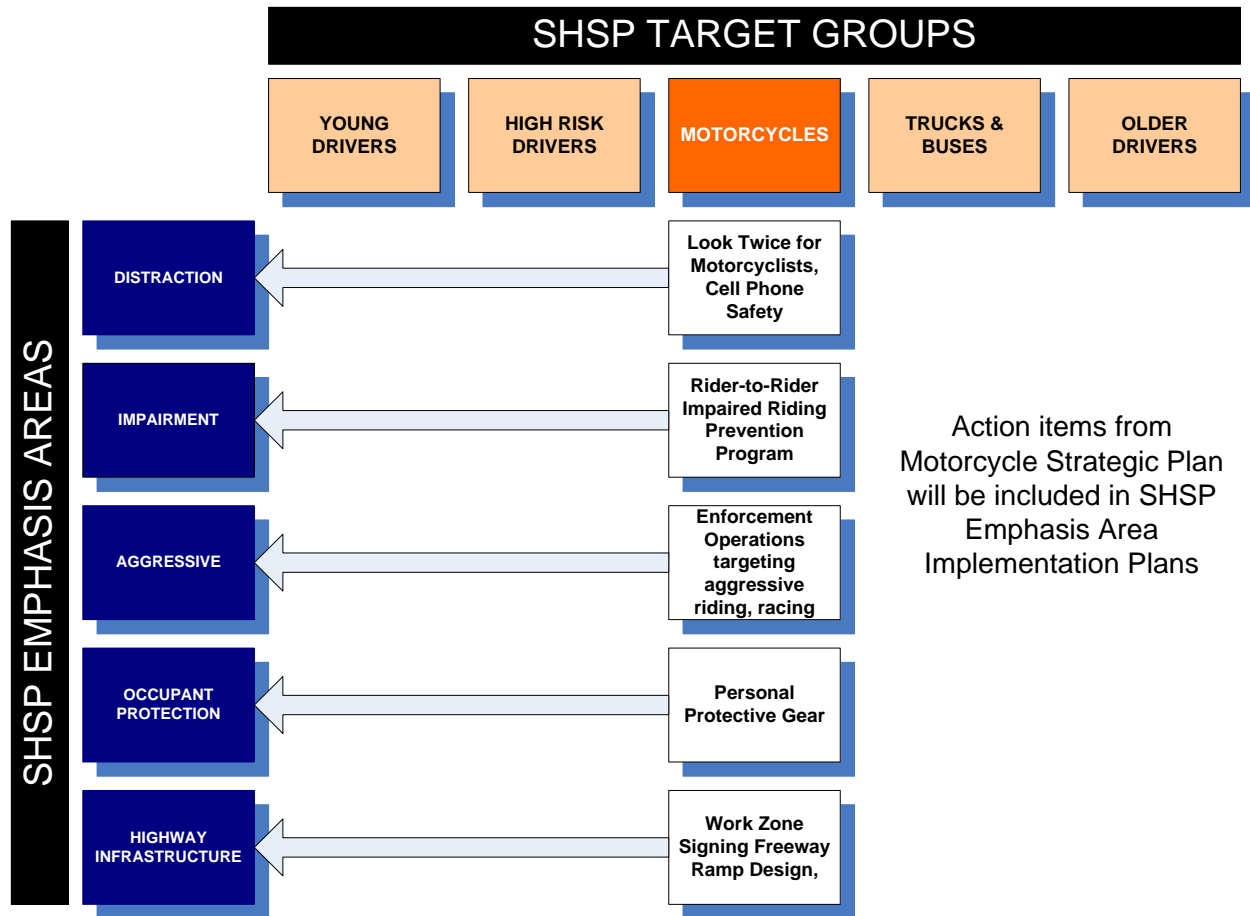 SHSP TARGET GROUPS
YOUNG
DRIVERS
HIGH RISK
DRIVERS
MOTORCYCLES
TRUCKS &
BUSES
OLDER
DRIVERS
SHSP EMPHASIS AREAS
DISTRACTION
Look Twice for
Motorcyclists,
Cell Phone
Safety
IMPAIRMENT
Rider-to-Rider
Impaired Riding
Prevention
Program
AGGRESSIVE
Enforcement
Operations
targeting
aggressive
riding, racing
OCCUPANT
PROTECTION
Personal
Protective Gear
HIGHWAY
INFRASTRUCTURE
Work Zone
Signing Freeway
Ramp Design,
Action items from
Motorcycle Strategic Plan
will be included in SHSP
Emphasis Area
Implementation Plans